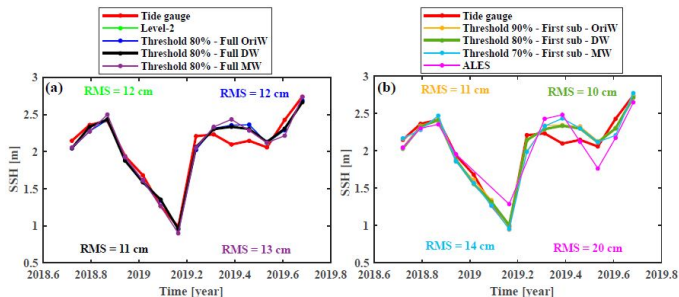 Tide gauge
Level-2
Threshold 80% - Full OriW
Threshold 80% - Full DW
Threshold 80% - Full MW
(a)
RMS = 12 cm
RMS = 12 cm
RMS = 11 cm
RMS = 13 cm
SSH [m]
3
2.5
2
1.5
1
0.5
2018.6 2018.8 2019 2019.2 2019.4 2019.6 2019.8
Time [year]
Tide gauge
Threshold 90% - First sub - OriW
Threshold 80% - First sub - DW
Threshold 70% - First sub - MW
ALES
(b)
RMS = 11 cm
RMS = 10 cm
RMS = 14 cm
RMS = 20 cm
SSH [m]
3
2.5
2
1.5
1
0.5
2018.6 2018.8 2019 2019.2 2019.4 2019.6 2019.8
Time [year]